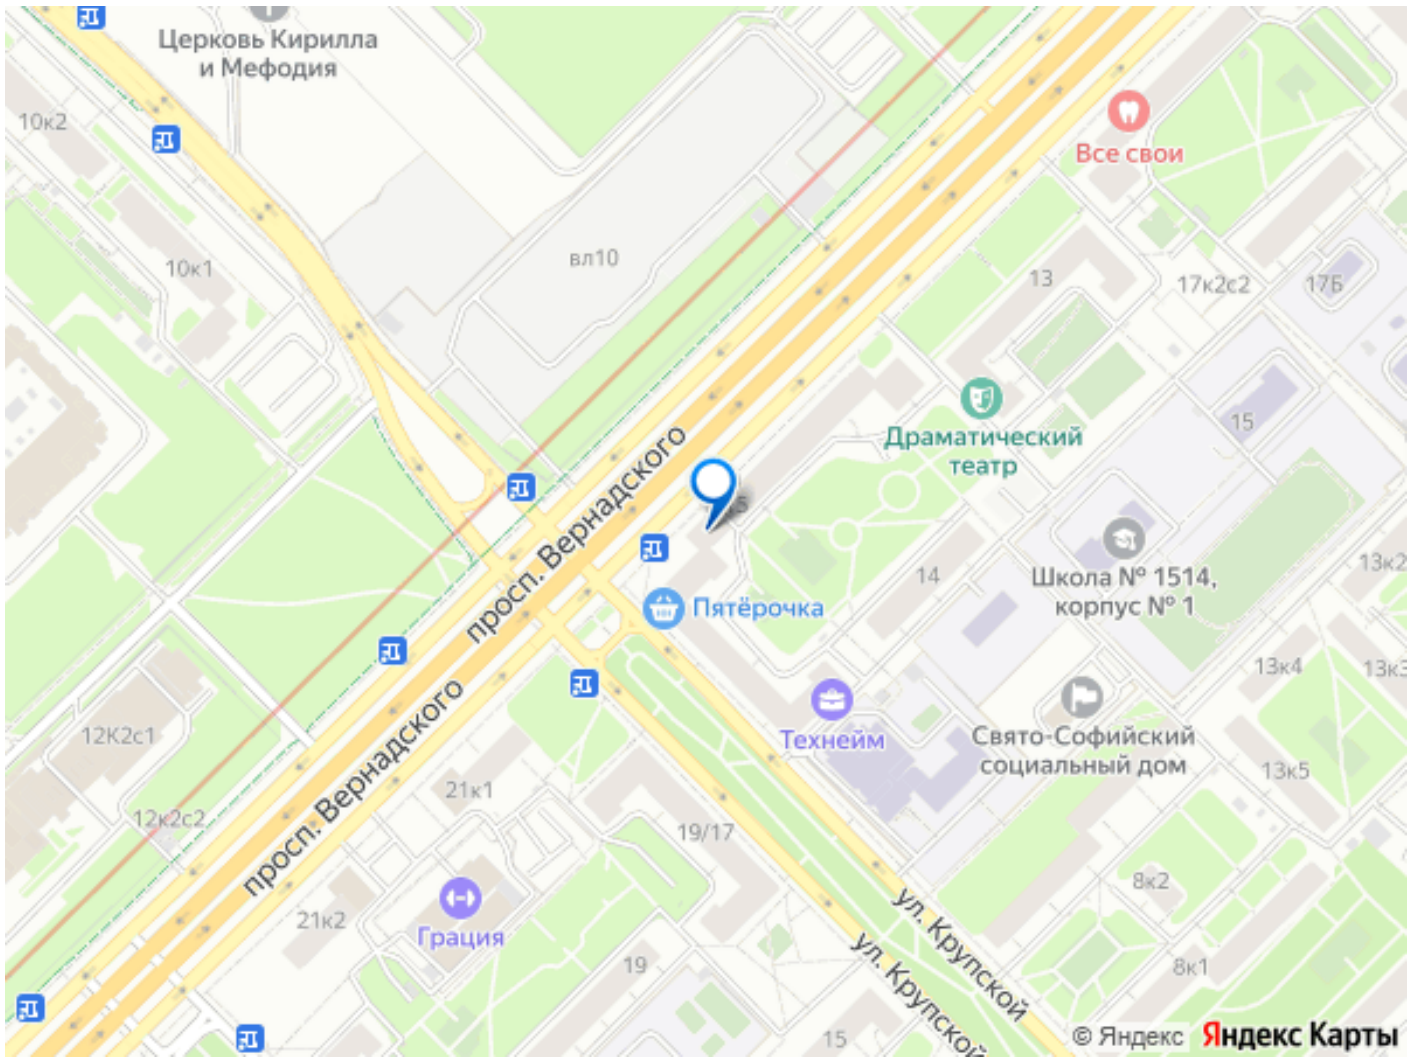 Церковь Кирилла
и Мефодия
10к2
Все свои
10к1
вл10
13
17к2с2
17Б
Драматический
театр
15
просп. Вернадского
14
Школа № 1514,
корпус № 1
13к2
Пятёрочка
13к4
13к3
Технейм
Свято-Софийский
социальный дом
12К2с1
просп. Вернадского
21к1
13к5
12к2с2
19/17
8к2
Грация
21к2
ул. Крупской
ул. Крупской
19
8к1
15
© Яндекс Яндекс Карты